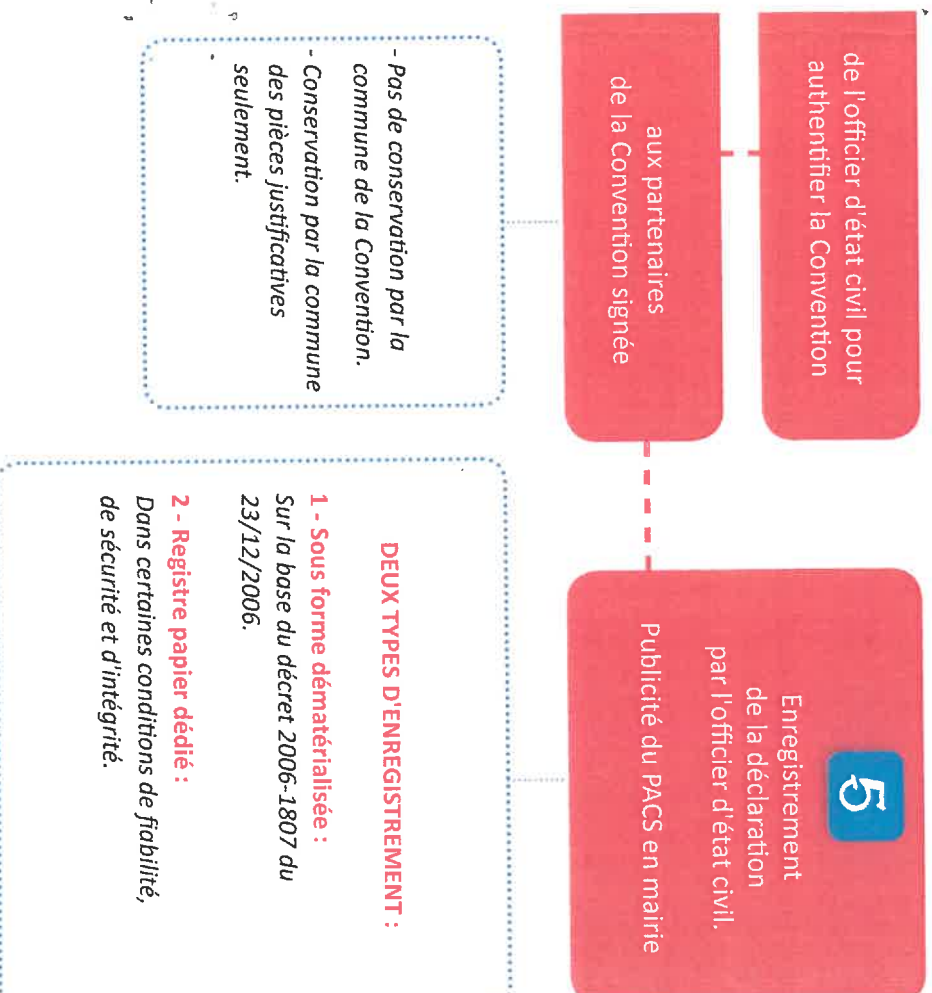 de l'officier d'état civil pour
authentifier la Convention
aux partenaires
de la Convention signée
- Pas de conservation par la
commune de la Convention.
- Conservation par la commune
des pièces justificatives
seulement.
5
Enregistrement
de la déclaration
par l'officier d'état civil.
Publicité du PACS en mairie
DEUX TYPES D'ENREGISTREMENT :
1 - Sous forme dématérialisée :
Sur la base du décret 2006-1807 du
23/12/2006.
2 - Registre papier dédié :
Dans certaines conditions de fiabilité,
de sécurité et d'intégrité.